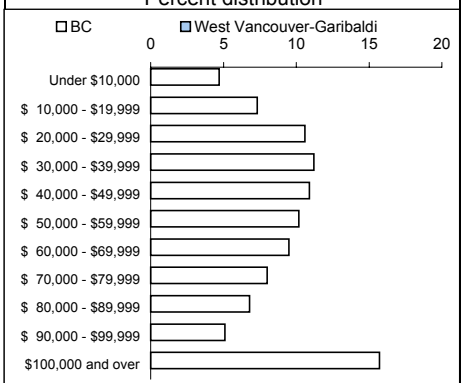 Percent distribution
BC West Vancouver-Garibaldi
0 5 10 15 20
Under $10,000
$ 10,000 - $19,999
$ 20,000 - $29,999
$ 30,000 - $39,999
$ 40,000 - $49,999
$ 50,000 - $59,999
$ 60,000 - $69,999
$ 70,000 - $79,999
$ 80,000 - $89,999
$ 90,000 - $99,999
$100,000 and over